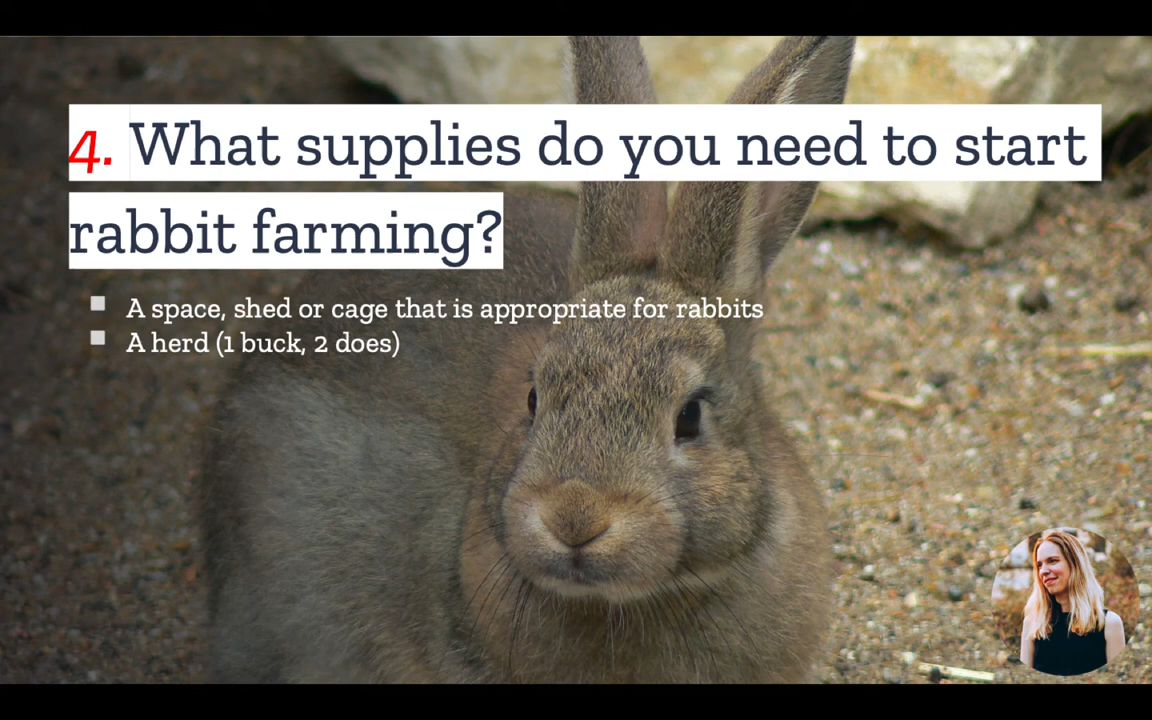 4. What supplies do you need to start
rabbit farming?
A space, shed or cage that is appropriate for rabbits
A herd (1 buck, 2 does)